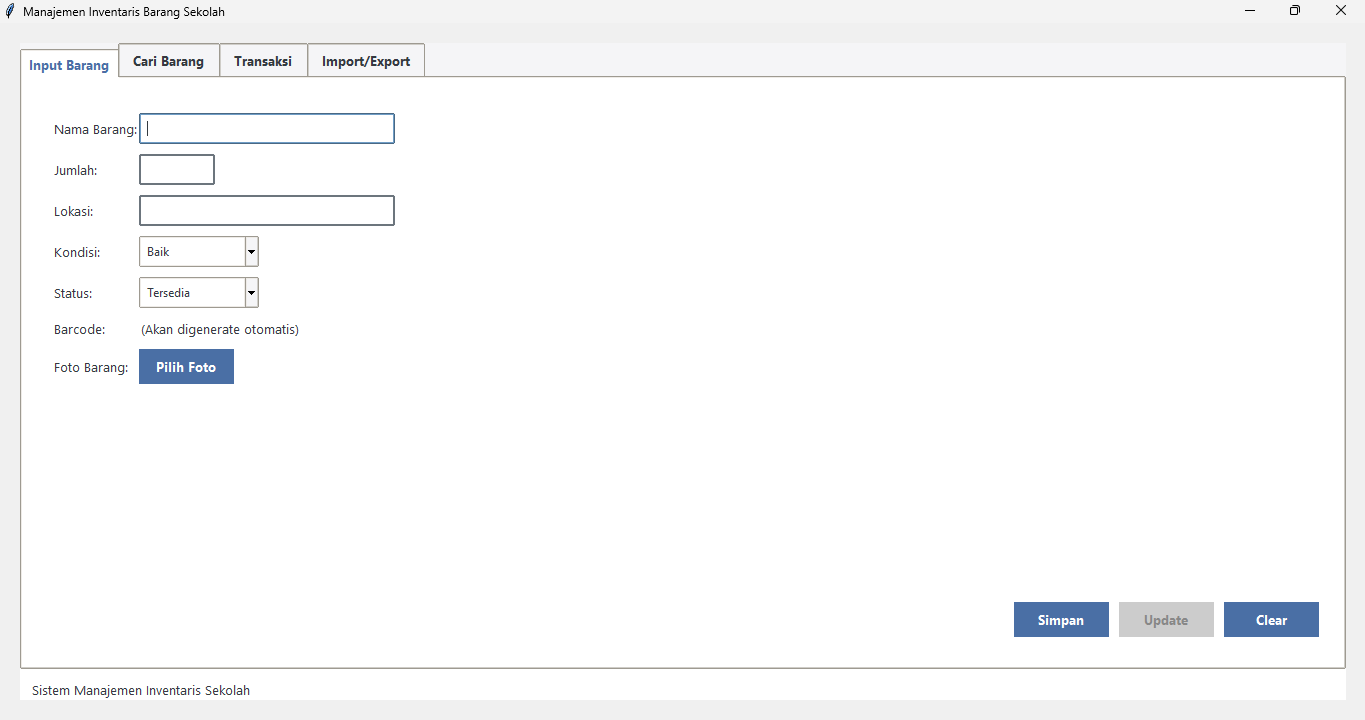 Manajemen Inventaris Barang Sekolah
Input Barang Cari Barang Transaksi Import/Export
Nama Barang:
Jumlah:
Lokasi:
Kondisi: Baik
Status: Tersedia
Barcode: (Akan digenerate otomatis)
Foto Barang: Pilih Foto
Simpan Update Clear
Sistem Manajemen Inventaris Sekolah